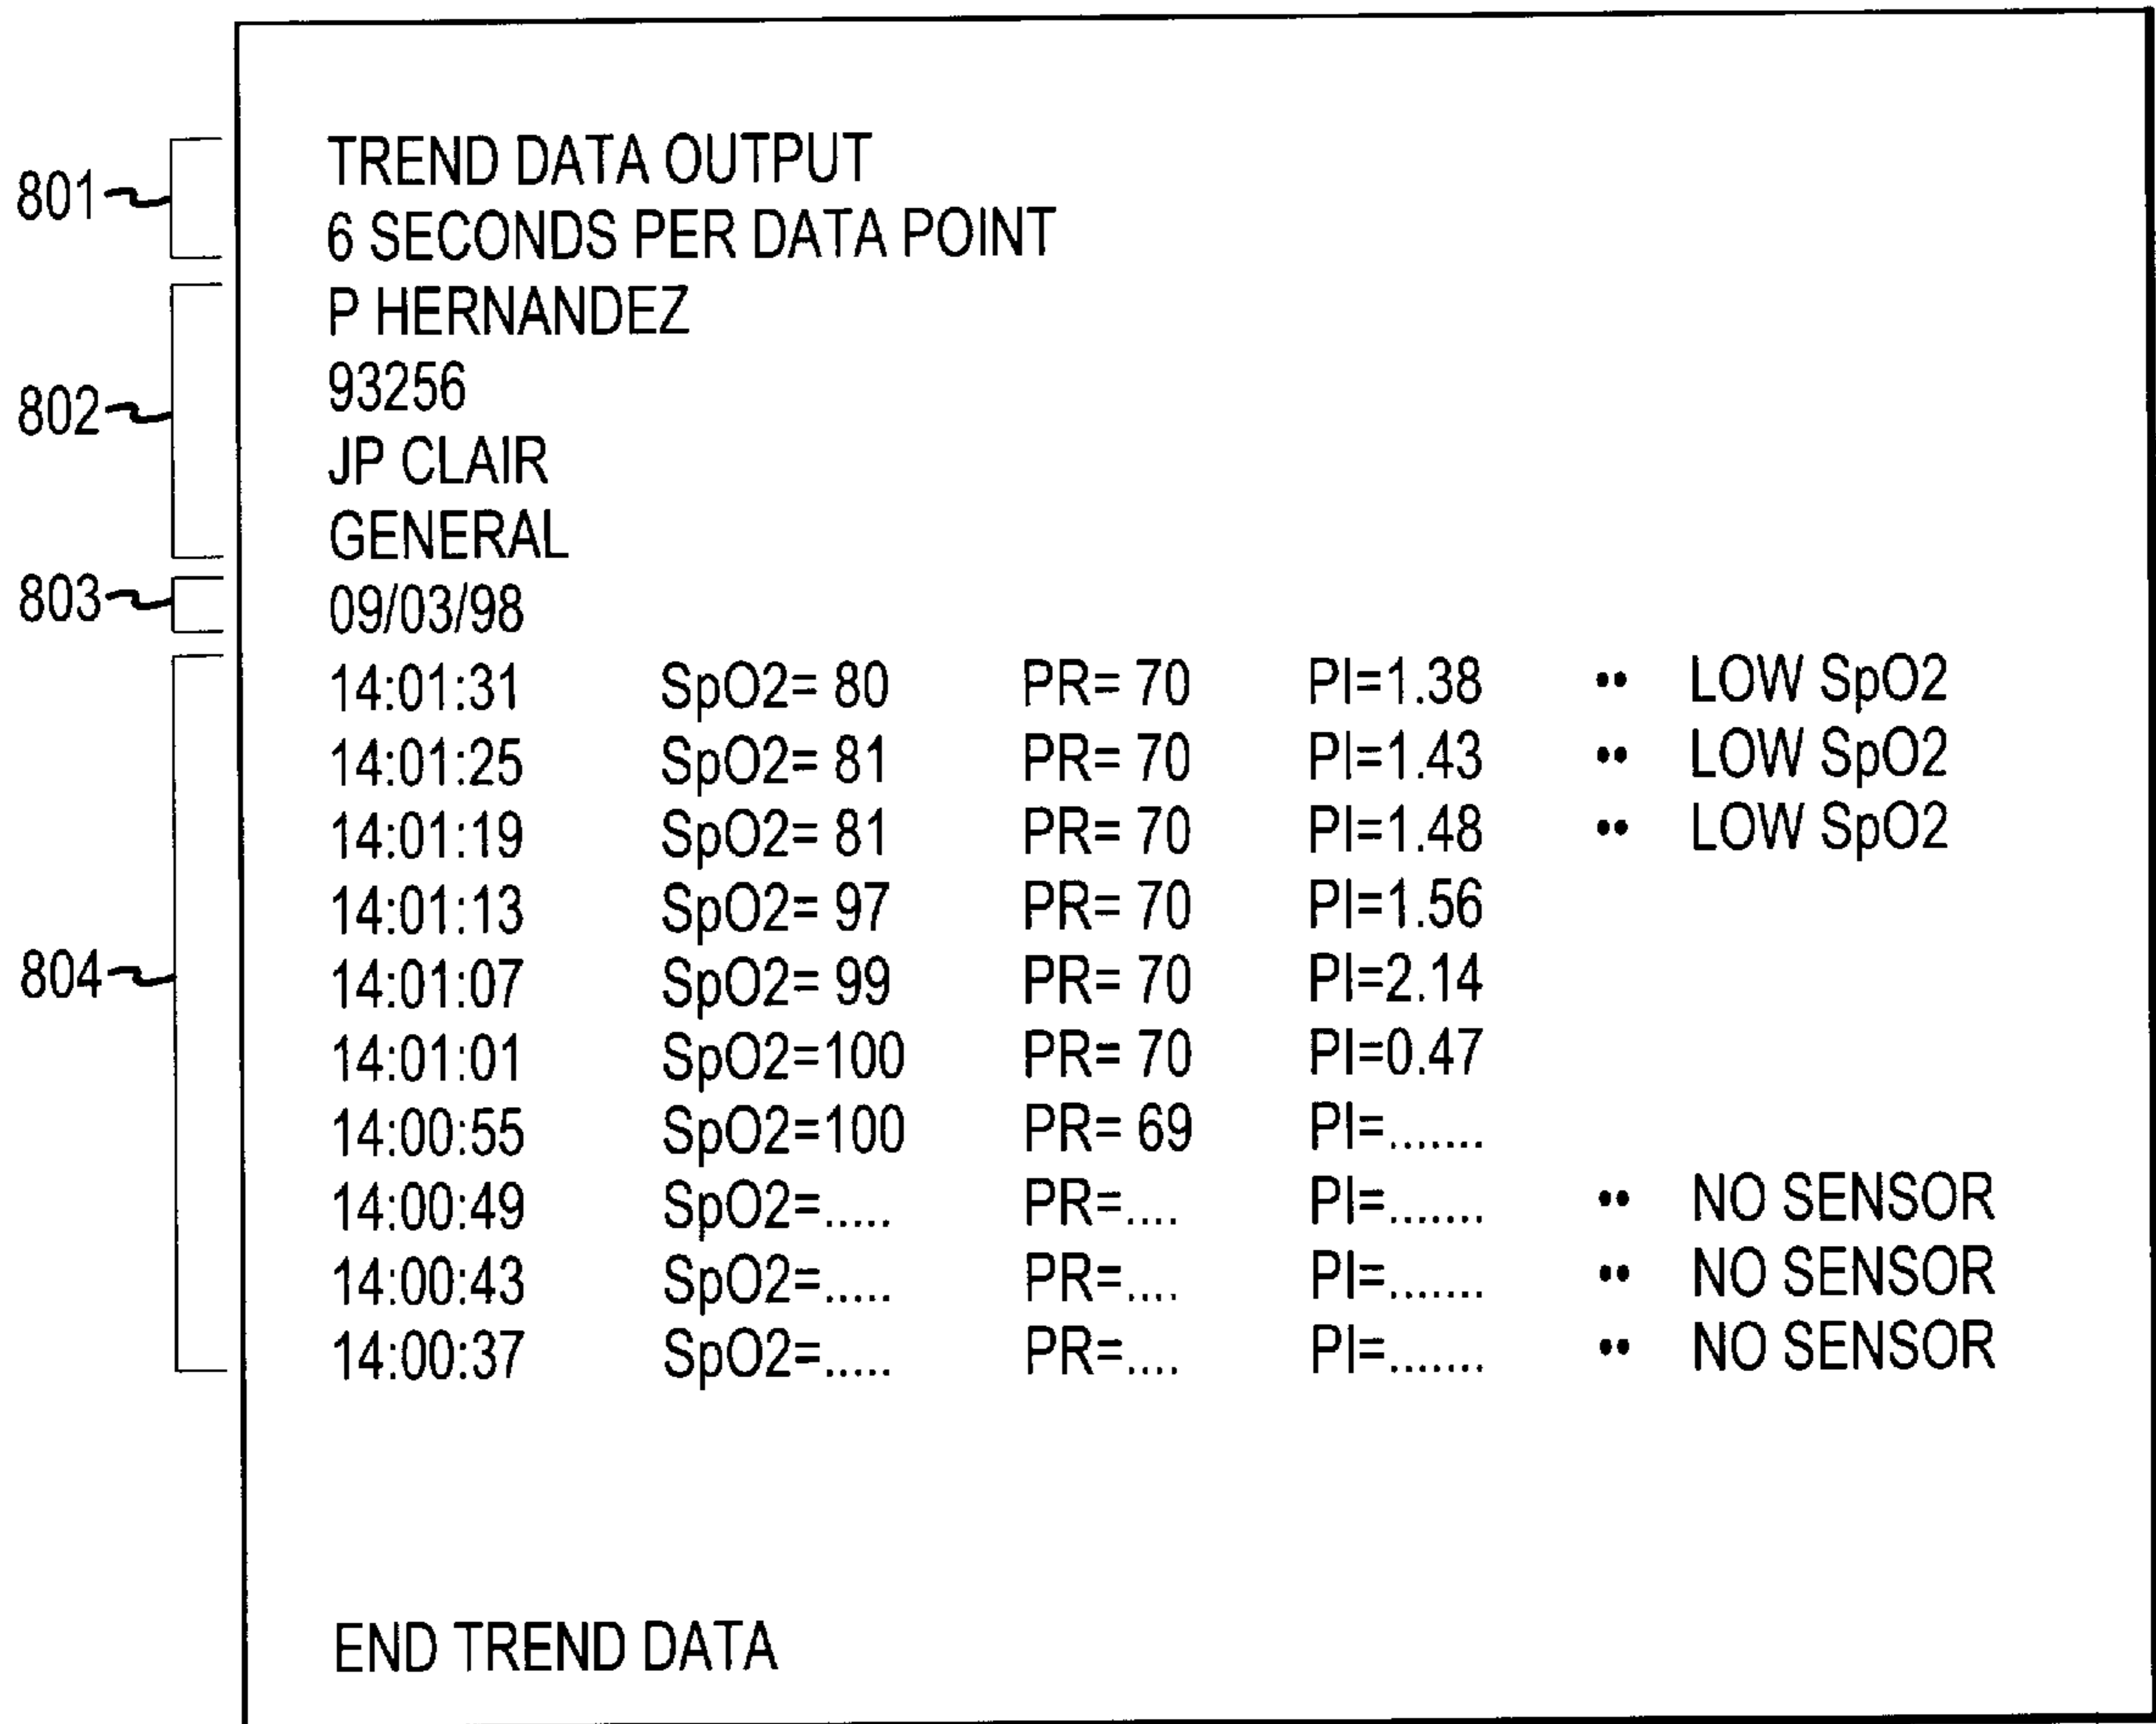 801
TREND DATA OUTPUT
6 SECONDS PER DATA POINT
802
P HERNANDEZ
93256
JP CLAIR
GENERAL
803
09/03/98
804
14:01:31 SpO2= 80 PR= 70 PI=1.38 •• LOW SpO2
14:01:25 SpO2= 81 PR= 70 PI=1.43 •• LOW SpO2
14:01:19 SpO2= 81 PR= 70 PI=1.48 •• LOW SpO2
14:01:13 SpO2= 97 PR= 70 PI=1.56
14:01:07 SpO2= 99 PR= 70 PI=2.14
14:01:01 SpO2=100 PR= 70 PI=0.47
14:00:55 SpO2=100 PR= 69 PI=.......
14:00:49 SpO2=..... PR=.... PI=....... •• NO SENSOR
14:00:43 SpO2=..... PR=.... PI=....... •• NO SENSOR
14:00:37 SpO2=..... PR=.... PI=....... •• NO SENSOR
END TREND DATA